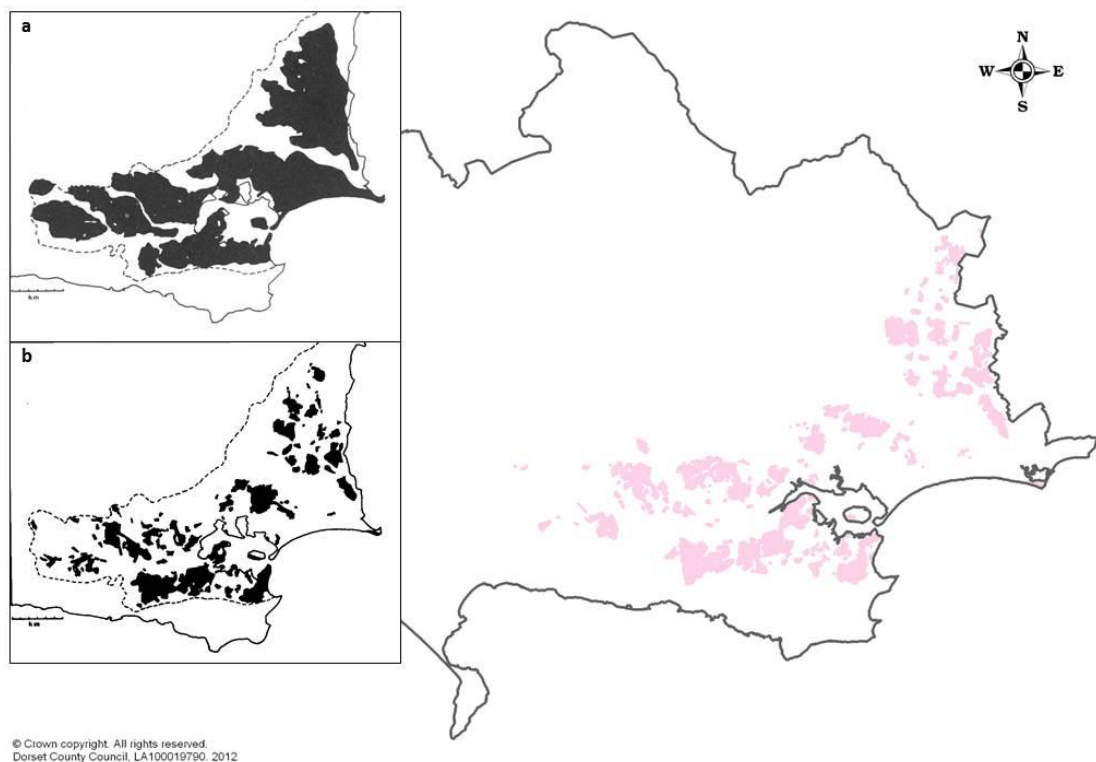 a
N
W E
S
km
b
km
© Crown copyright. All rights reserved.
Dorset County Council, LA100019790. 2012